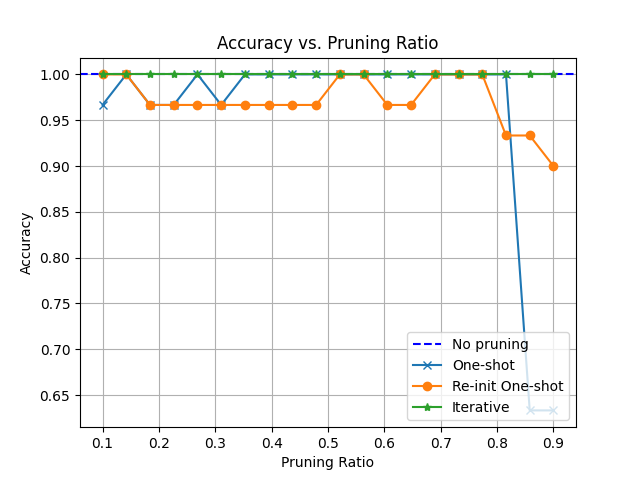 Accuracy vs. Pruning Ratio
1.00
0.95
0.90
0.85
0.80
0.75
0.70
0.65
Accuracy
No pruning
One-shot
Re-init One-shot
Iterative
0.1 0.2 0.3 0.4 0.5 0.6 0.7 0.8 0.9
Pruning Ratio